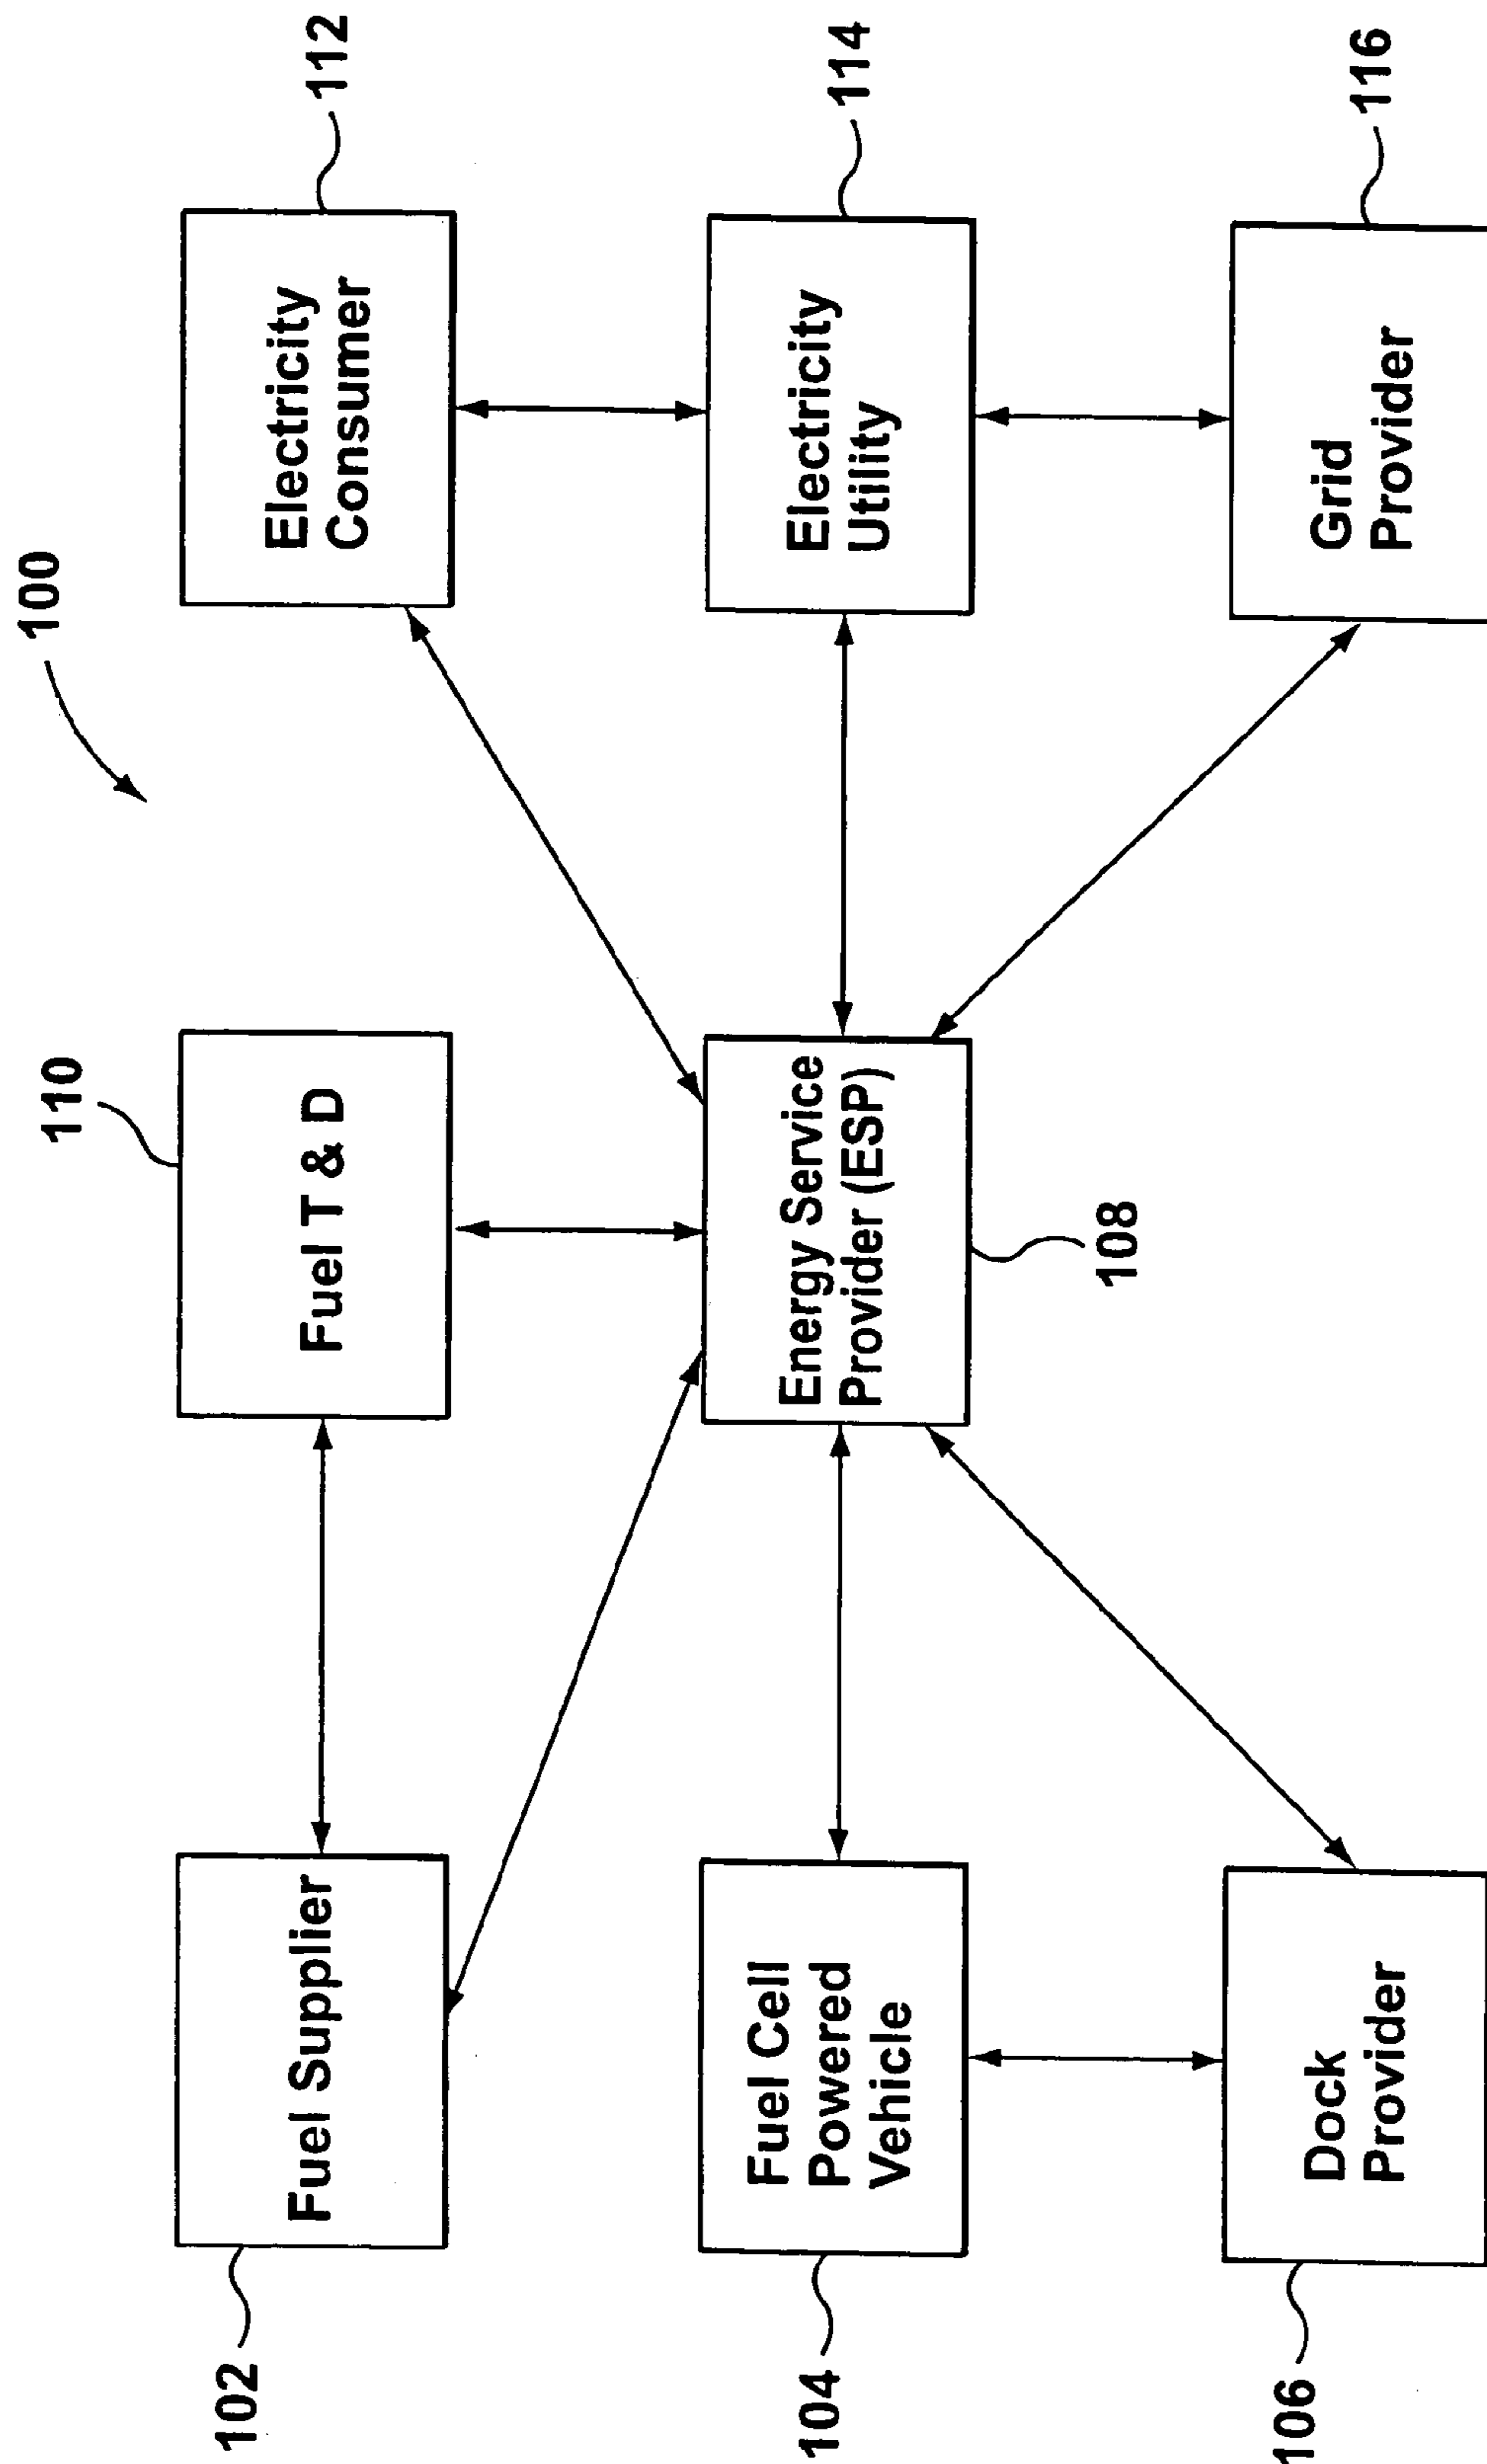 100
102
Fuel Supplier
110
Fuel T & D
Electricity
Consumer
112
104
Fuel Cell
Powered
Vehicle
Energy Service
Provider (ESP)
108
Electricity
Utility
114
106
Dock
Provider
Grid
Provider
116